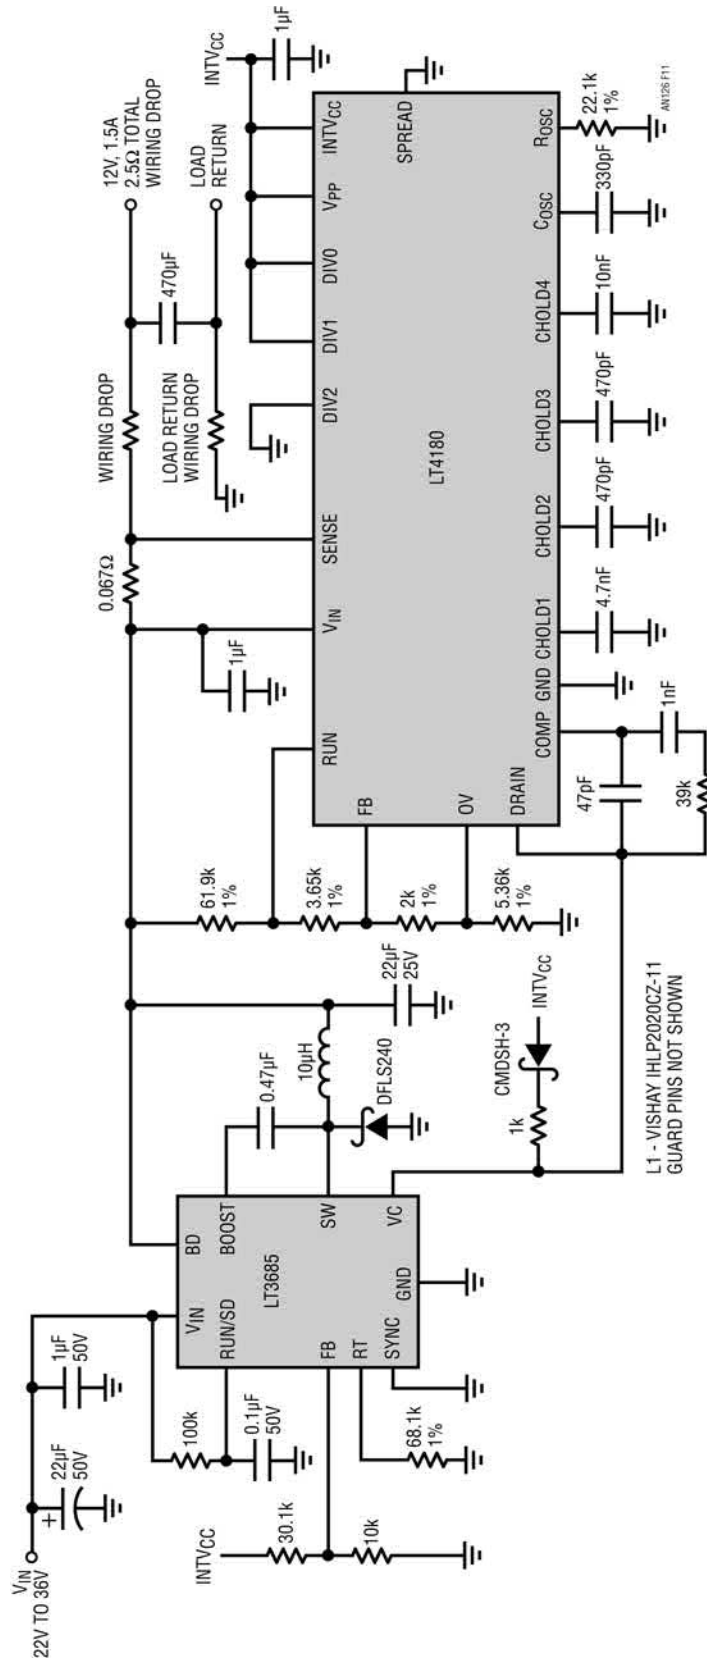 VIN
22V TO 36V
22µF
50V
+
1µF
50V
100k
0.1µF
50V
INTVCC
30.1k
10k
68.1k
1%
LT3685
VIN
BD
RUN/SD
BOOST
FB
SW
RT
VC
SYNC
GND
0.47µF
10µH
DFLS240
22µF
25V
1k
CMDSH-3
INTVCC
L1 - VISHAY IHLP2020CZ-11
GUARD PINS NOT SHOWN
61.9k
1%
3.65k
1%
2k
1%
5.36k
1%
1µF
0.067Ω
WIRING DROP
LOAD RETURN
WIRING DROP
470µF
12V, 1.5A
2.5Ω TOTAL
WIRING DROP
LOAD
RETURN
INTVCC
1µF
LT4180
RUN
VIN
SENSE
DIV2
DIV1
DIV0
VPP
INTVCC
FB
OV
DRAIN
SPREAD
COMP
GND
CHOLD1
CHOLD2
CHOLD3
CHOLD4
COSC
ROSC
47pF
1nF
39k
4.7nF
470pF
470pF
10nF
330pF
22.1k
1%
AN126 F11